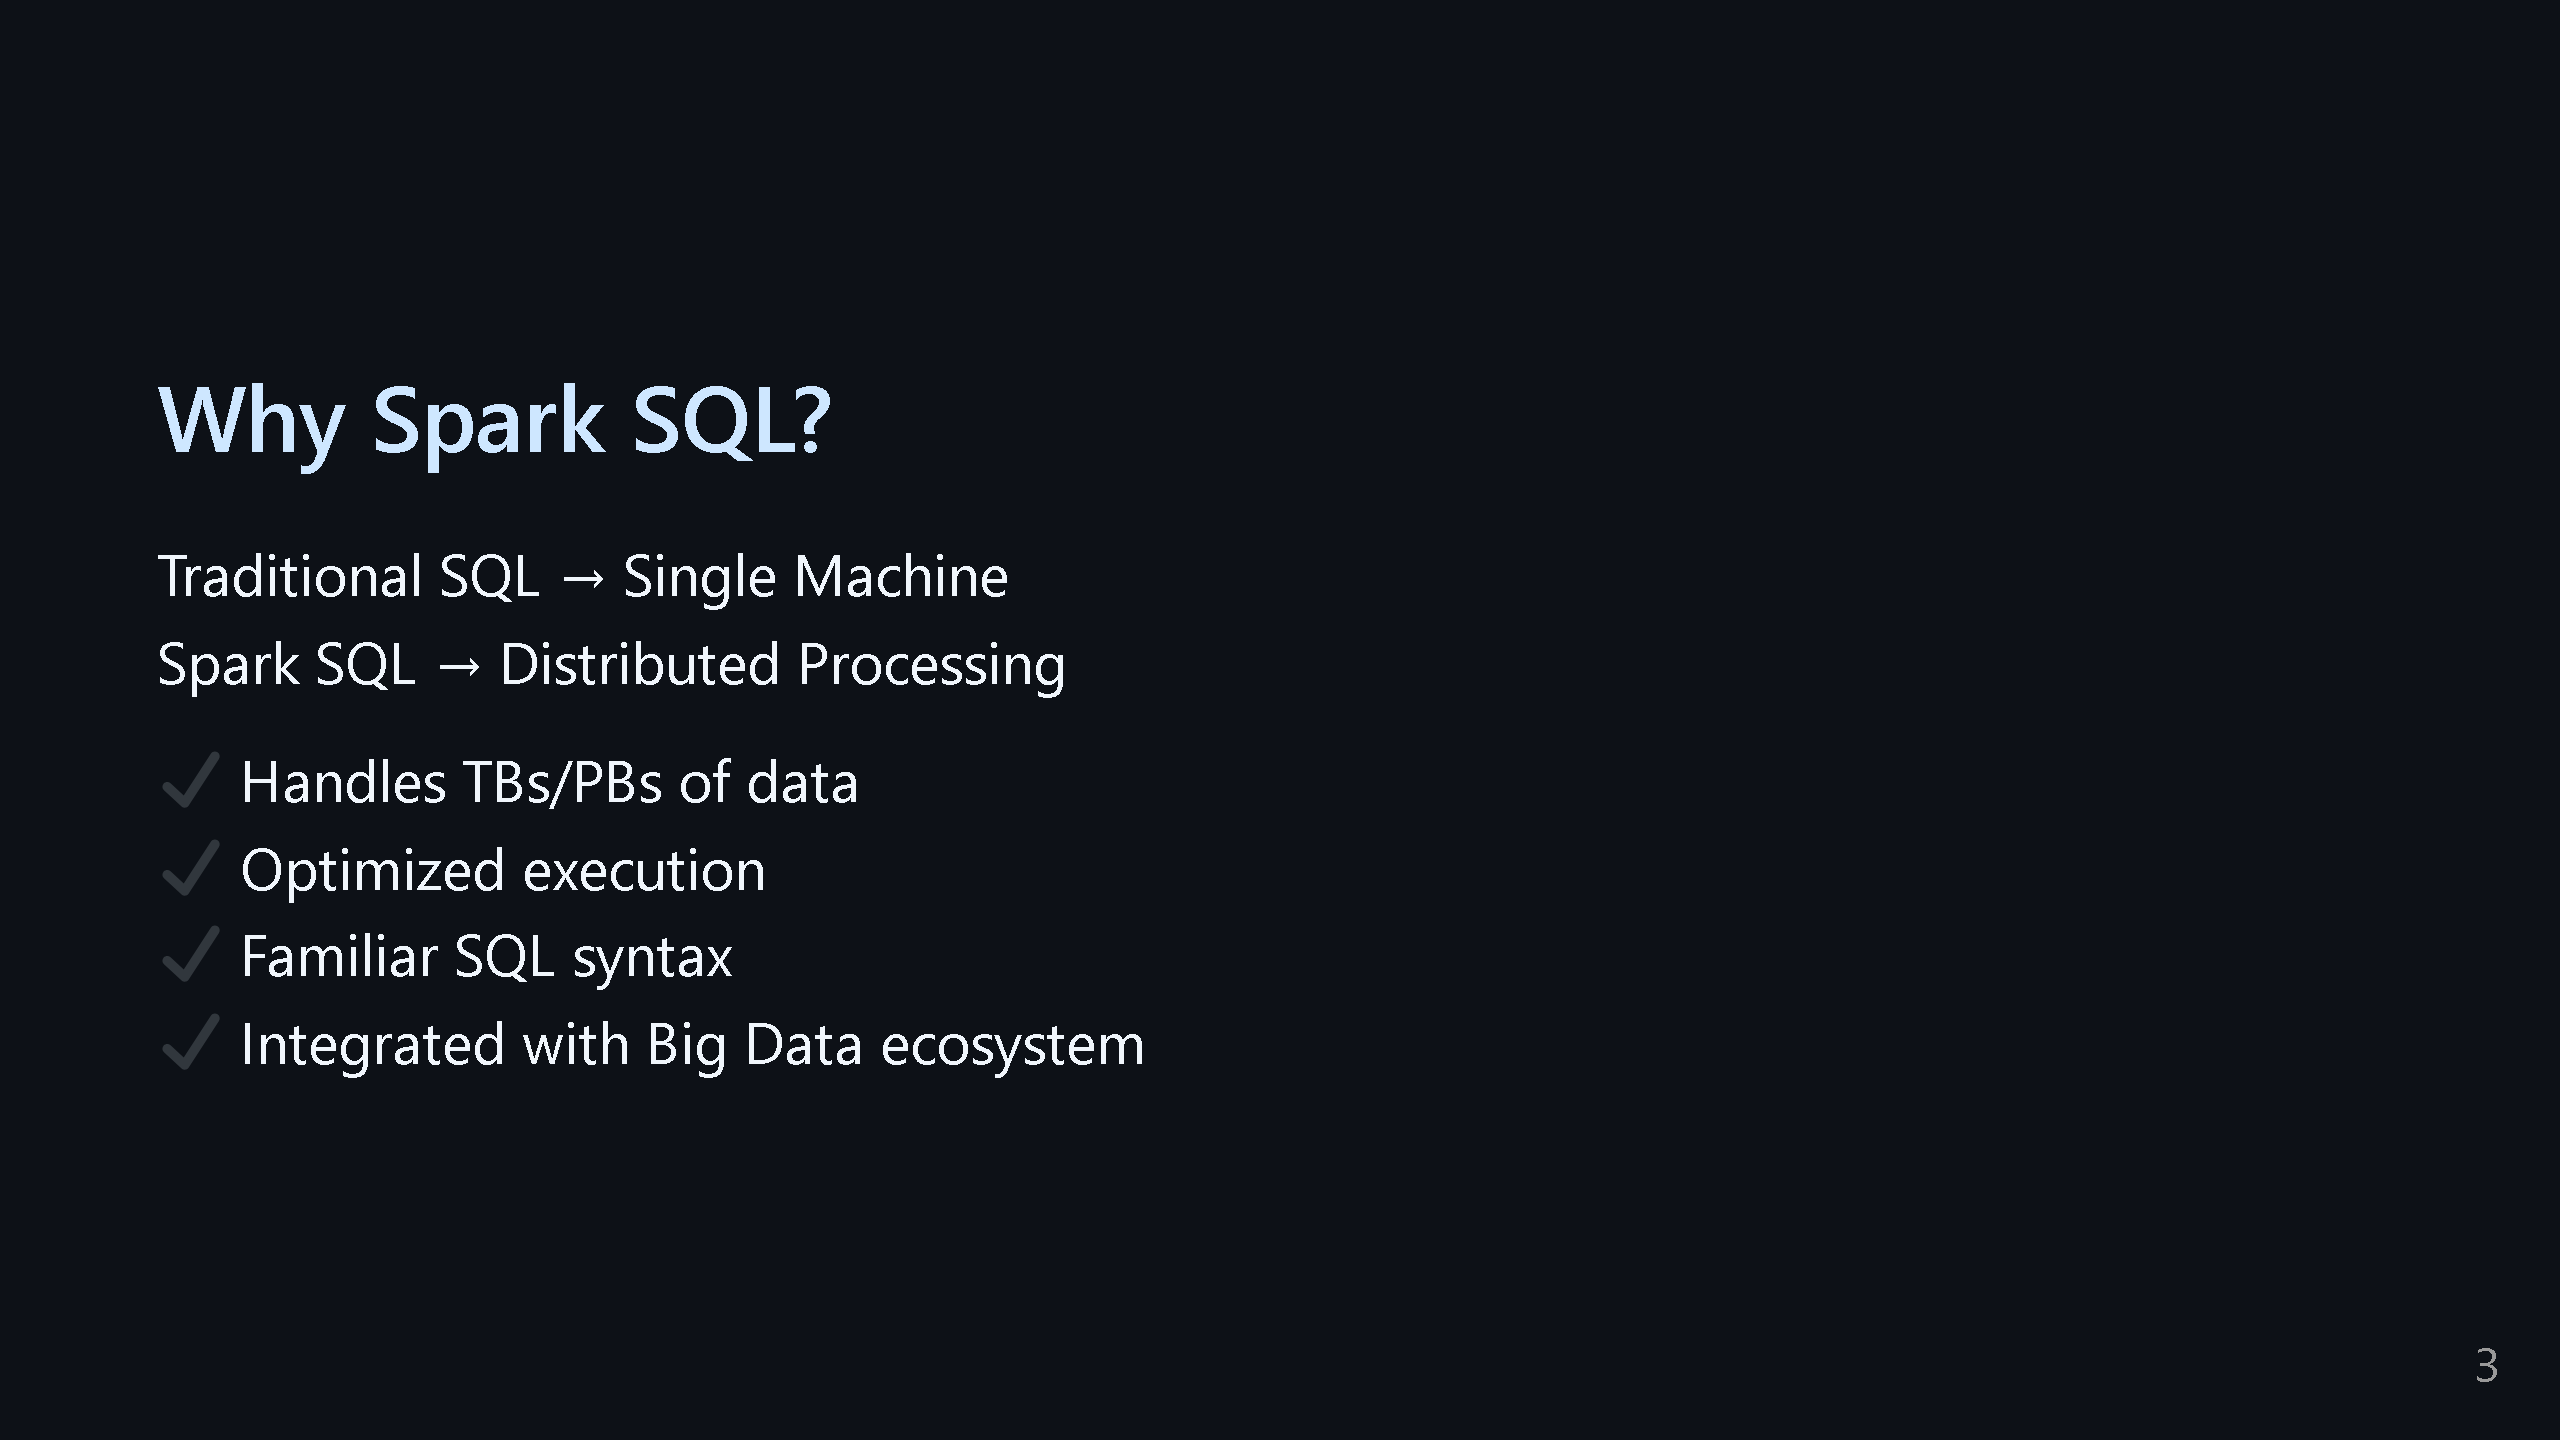 Why Spark SQL?
Traditional SQL → Single Machine
Spark SQL → Distributed Processing
✔ Handles TBs/PBs of data
✔ Optimized execution
✔ Familiar SQL syntax
✔ Integrated with Big Data ecosystem
3